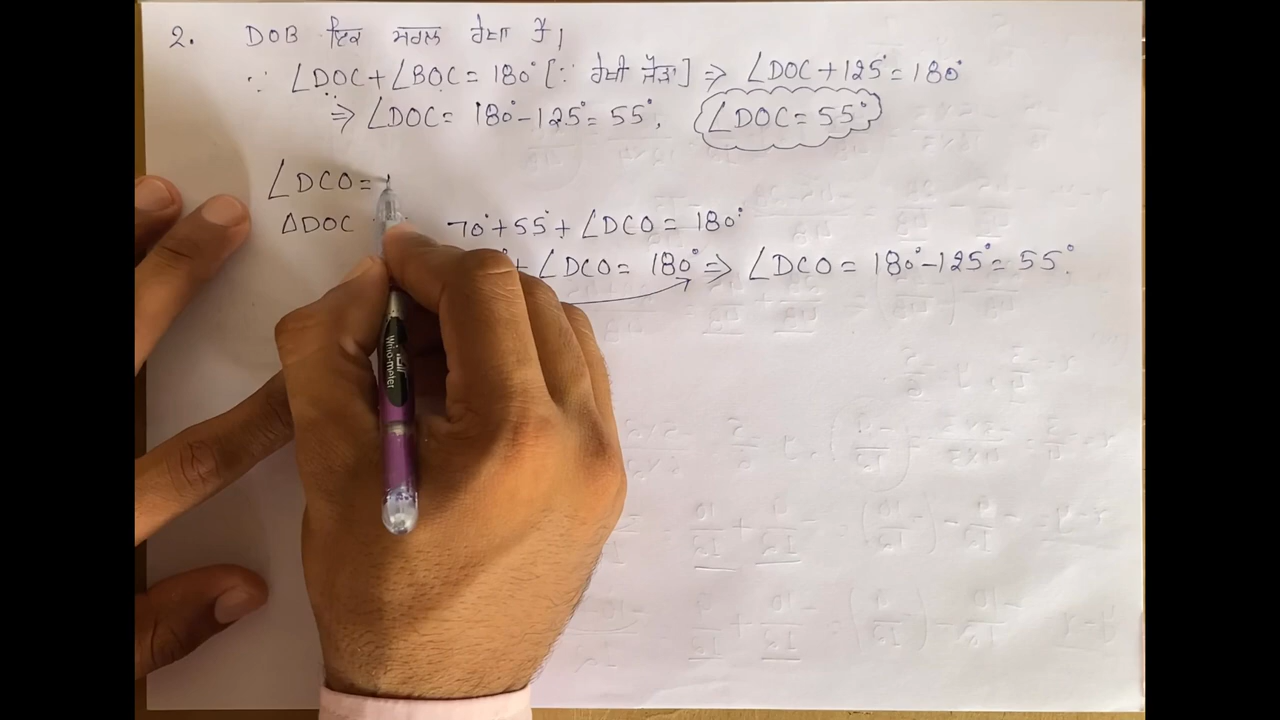 2. DOB ਇਕ ਸਰਲ ਰੇਖਾ ਹੈ।
∵ ∠DOC + ∠BOC = 180° [∵ ਰੇਖੀ ਜੋੜਾ] ⇒ ∠DOC + 125° = 180°
⇒ ∠DOC = 180° - 125° = 55°, ∠DOC = 55°
∠DCO =
ΔDOC 70° + 55° + ∠DCO = 180°
+ ∠DCO = 180° ⇒ ∠DCO = 180° - 125° = 55°.